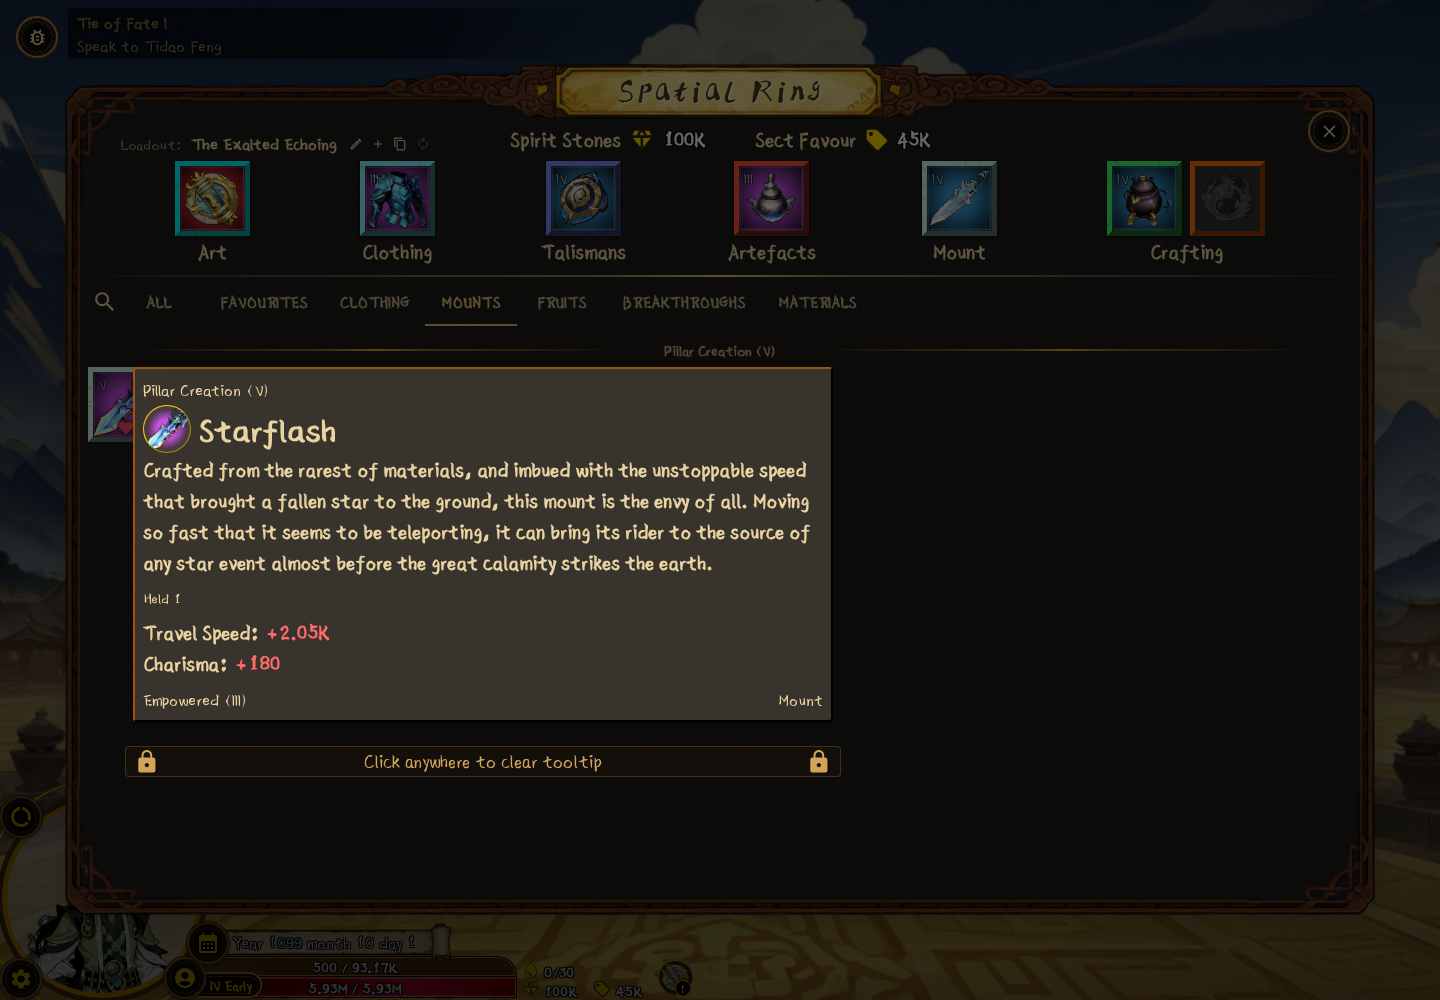 Tie of Fate I
Speak to Tidao Feng
Spatial Ring
Loadout: The Exalted Echoing
Spirit Stones 100K Sect Favour 45K
III IV III IV IV
Art Clothing Talismans Artefacts Mount Crafting
ALL FAVOURITES CLOTHING MOUNTS FRUITS BREAKTHROUGHS MATERIALS
Pillar Creation (V)
V
Pillar Creation (V)
Starflash
Crafted from the rarest of materials, and imbued with the unstoppable speed
that brought a fallen star to the ground, this mount is the envy of all. Moving
so fast that it seems to be teleporting, it can bring its rider to the source of
any star event almost before the great calamity strikes the earth.
Held 1
Travel Speed: +2.05K
Charisma: +180
Empowered (III) Mount
Click anywhere to clear tooltip
Year 1099 month 10 day 1
500 / 93.17K
IV Early
5.93M / 5.93M
0/30
100K 45K
1